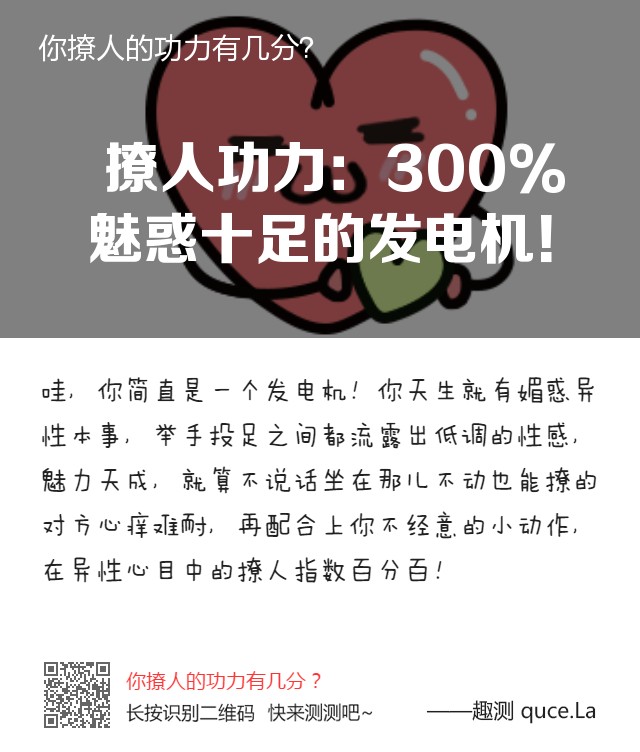 你撩人的功力有几分?
撩人功力：300%
魅惑十足的发电机!
哇，你简直是一个发电机！你天生就有媚惑异
性本事，举手投足之间都流露出低调的性感，
魅力天成，就算不说话坐在那儿不动也能撩的
对方心痒难耐，再配合上你不经意的小动作，
在异性心目中的撩人指数百分百！
你撩人的功力有几分？
长按识别二维码 快来测测吧~
——趣测 quce.La